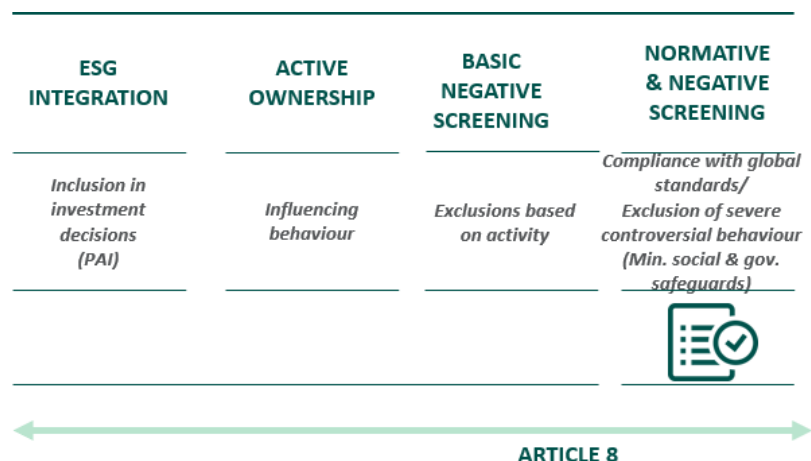 ESG
INTEGRATION
ACTIVE
OWNERSHIP
BASIC
NEGATIVE
SCREENING
NORMATIVE
& NEGATIVE
SCREENING
Inclusion in
investment
decisions
(PAI)
Influencing
behaviour
Exclusions based
on activity
Compliance with global
standards/
Exclusion of severe
controversial behaviour
(Min. social & gov.
safeguards)
ARTICLE 8